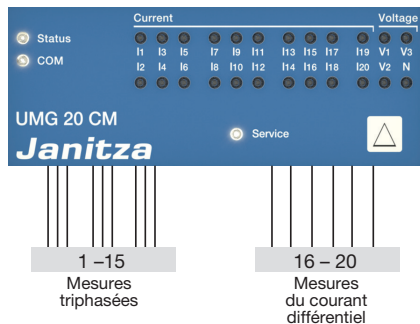 Current Voltage
Status
COM
I1 I3 I5 I7 I9 I11 I13 I15 I17 I19 V1 V3
I2 I4 I6 I8 I10 I12 I14 I16 I18 I20 V2 N
UMG 20 CM
Janitza
Service
1 –15 16 – 20
Mesures Mesures
triphasées du courant
différentiel